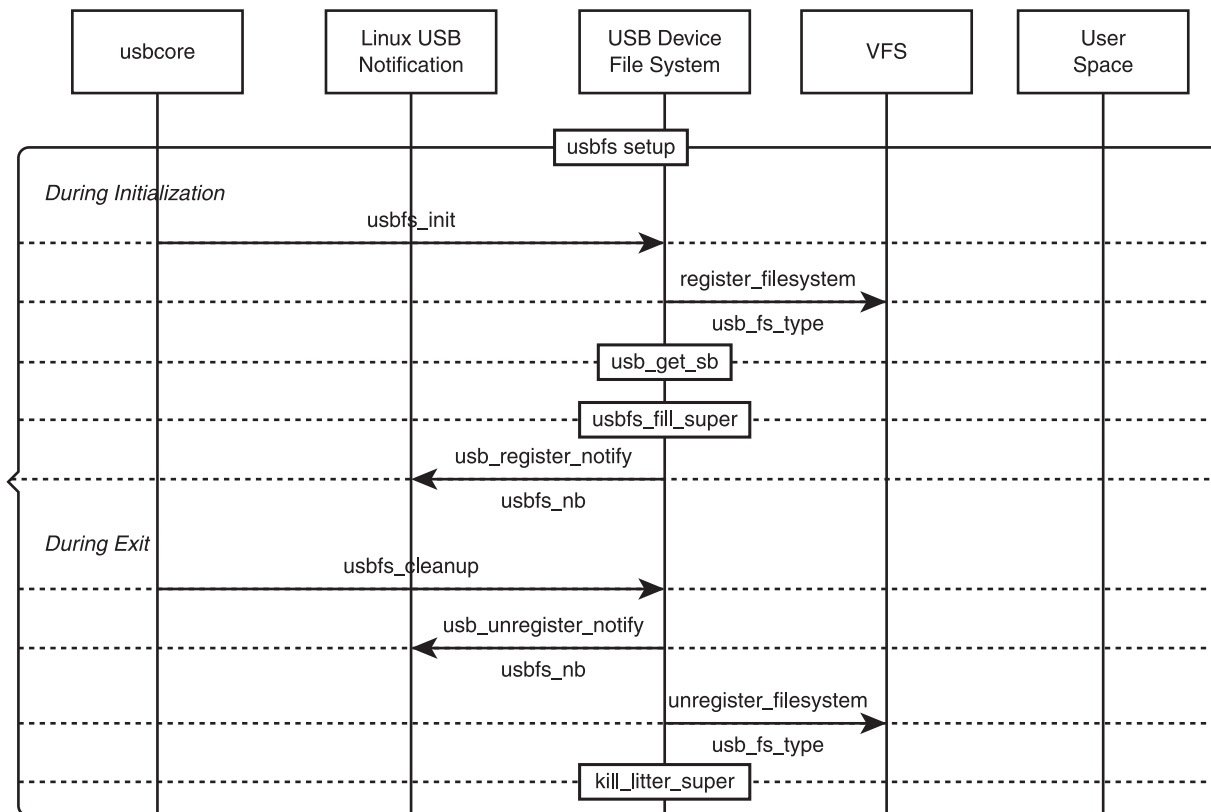 usbcore
Linux USB
Notification
USB Device
File System
VFS
User
Space
usbfs setup
During Initialization
usbfs_init
register_filesystem
usb_fs_type
usb_get_sb
usbfs_fill_super
usb_register_notify
usbfs_nb
During Exit
usbfs_cleanup
usb_unregister_notify
usbfs_nb
unregister_filesystem
usb_fs_type
kill_litter_super